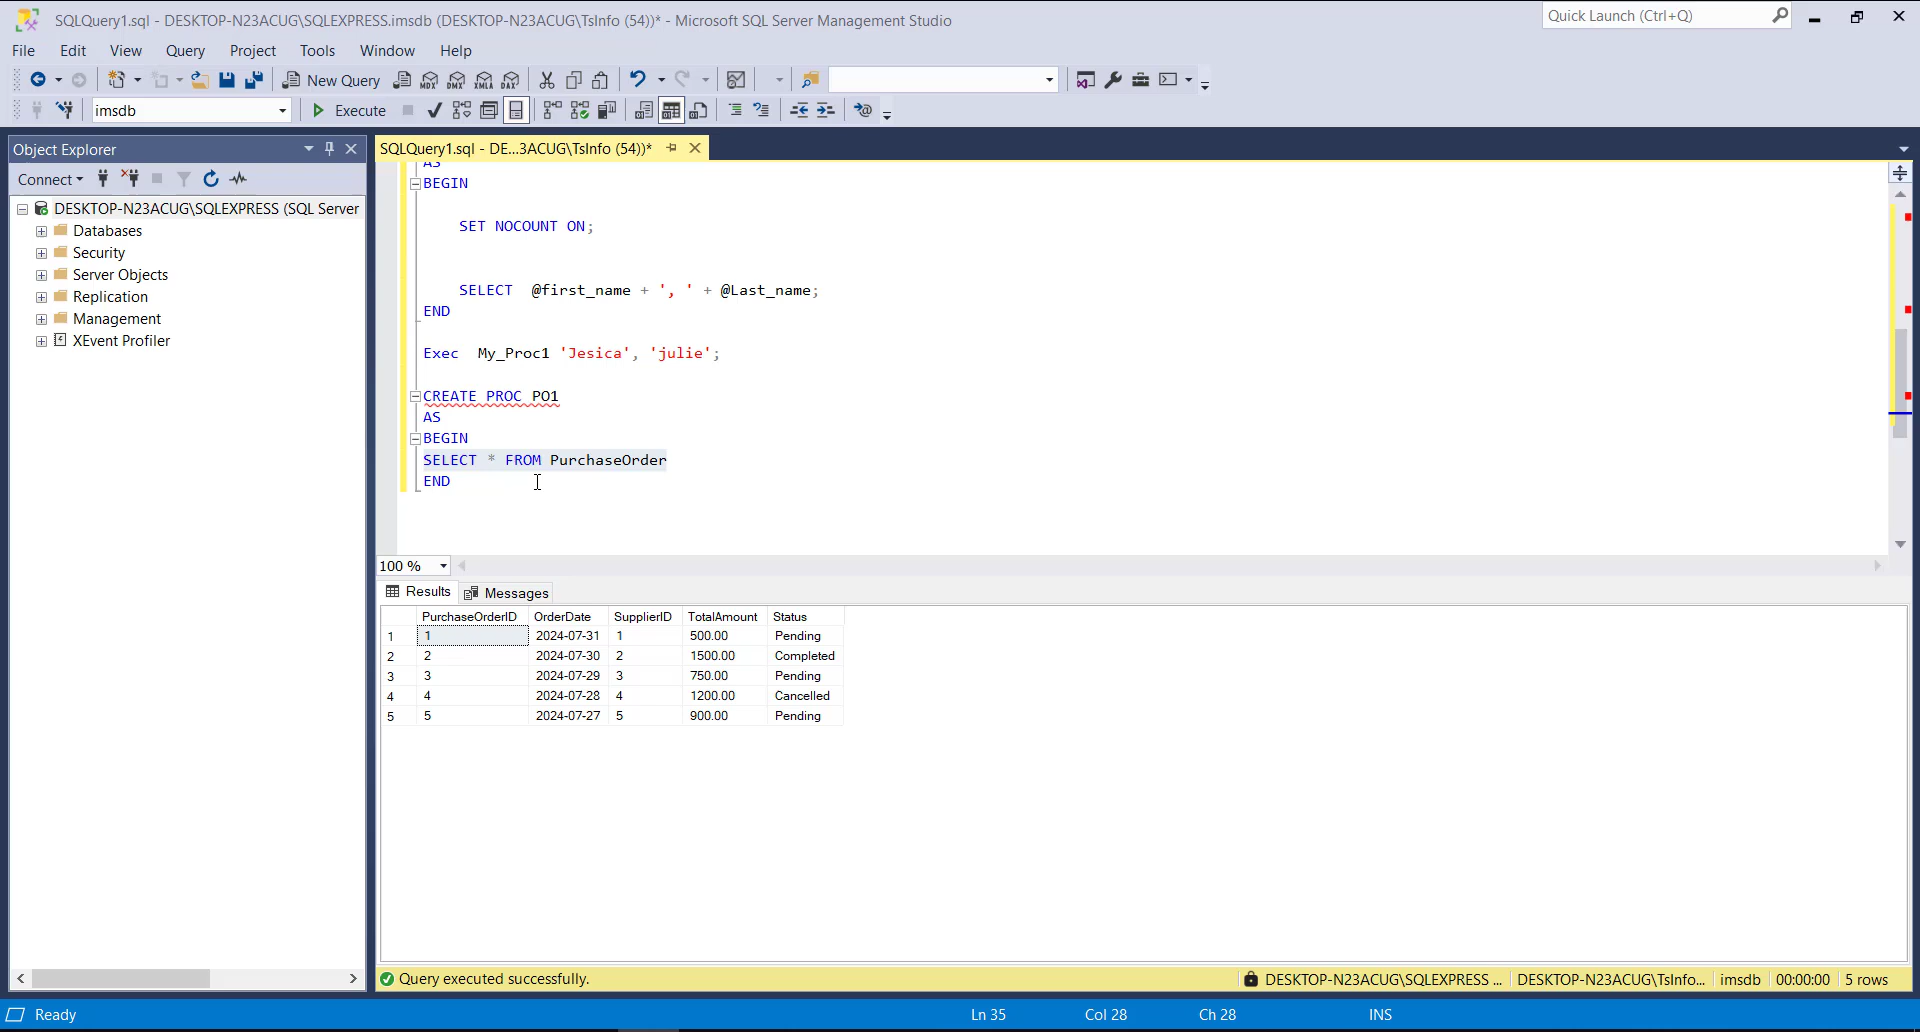 SQLQuery1.sql - DESKTOP-N23ACUG\SQLEXPRESS.imsdb (DESKTOP-N23ACUG\TsInfo (54))* - Microsoft SQL Server Management Studio
Quick Launch (Ctrl+Q)
File Edit View Query Project Tools Window Help
New Query MDX DMX XMLA DAX
imsdb Execute
Object Explorer
SQLQuery1.sql - DE...3ACUG\TsInfo (54))*
Connect
DESKTOP-N23ACUG\SQLEXPRESS (SQL Server
Databases
Security
Server Objects
Replication
Management
XEvent Profiler
AS
BEGIN
SET NOCOUNT ON;
SELECT @first_name + ', ' + @Last_name;
END
Exec My_Proc1 'Jesica', 'julie';
CREATE PROC PO1
AS
BEGIN
SELECT * FROM PurchaseOrder
END
100 %
Results Messages
PurchaseOrderID OrderDate SupplierID TotalAmount Status
1 1 2024-07-31 1 500.00 Pending
2 2 2024-07-30 2 1500.00 Completed
3 3 2024-07-29 3 750.00 Pending
4 4 2024-07-28 4 1200.00 Cancelled
5 5 2024-07-27 5 900.00 Pending
Query executed successfully.
DESKTOP-N23ACUG\SQLEXPRESS ... DESKTOP-N23ACUG\TsInfo... imsdb 00:00:00 5 rows
Ready Ln 35 Col 28 Ch 28 INS